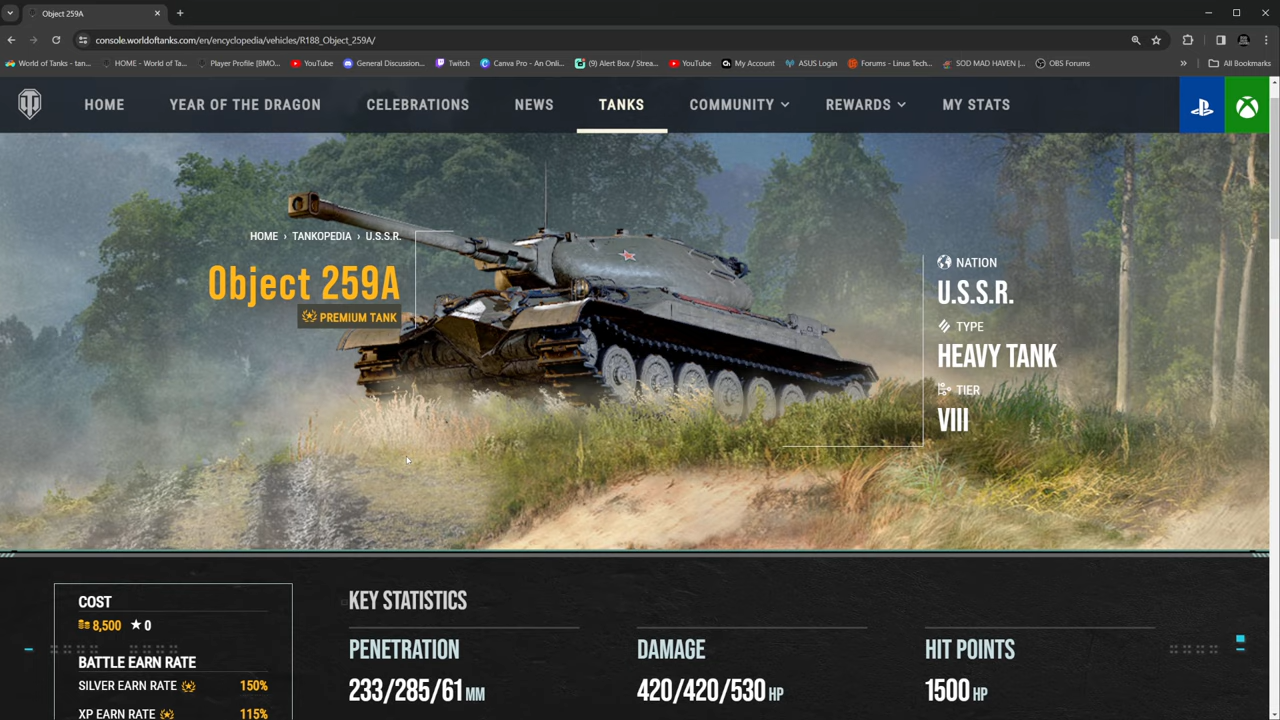 Object 259A
console.worldoftanks.com/en/encyclopedia/vehicles/R188_Object_259A/
World of Tanks - tan... HOME - World of Ta... Player Profile [BMO... YouTube General Discussion... Twitch Canva Pro - An Onli... (9) Alert Box / Strea... YouTube My Account ASUS Login Forums - Linus Tech... SOD MAD HAVEN |... OBS Forums » All Bookmarks
HOME YEAR OF THE DRAGON CELEBRATIONS NEWS TANKS COMMUNITY REWARDS MY STATS
HOME › TANKOPEDIA › U.S.S.R.
Object 259A
PREMIUM TANK
NATION
U.S.S.R.
TYPE
HEAVY TANK
TIER
VIII
COST
8,500 0
BATTLE EARN RATE
SILVER EARN RATE 150%
XP EARN RATE 115%
KEY STATISTICS
PENETRATION
233/285/61 MM
DAMAGE
420/420/530 HP
HIT POINTS
1500 HP